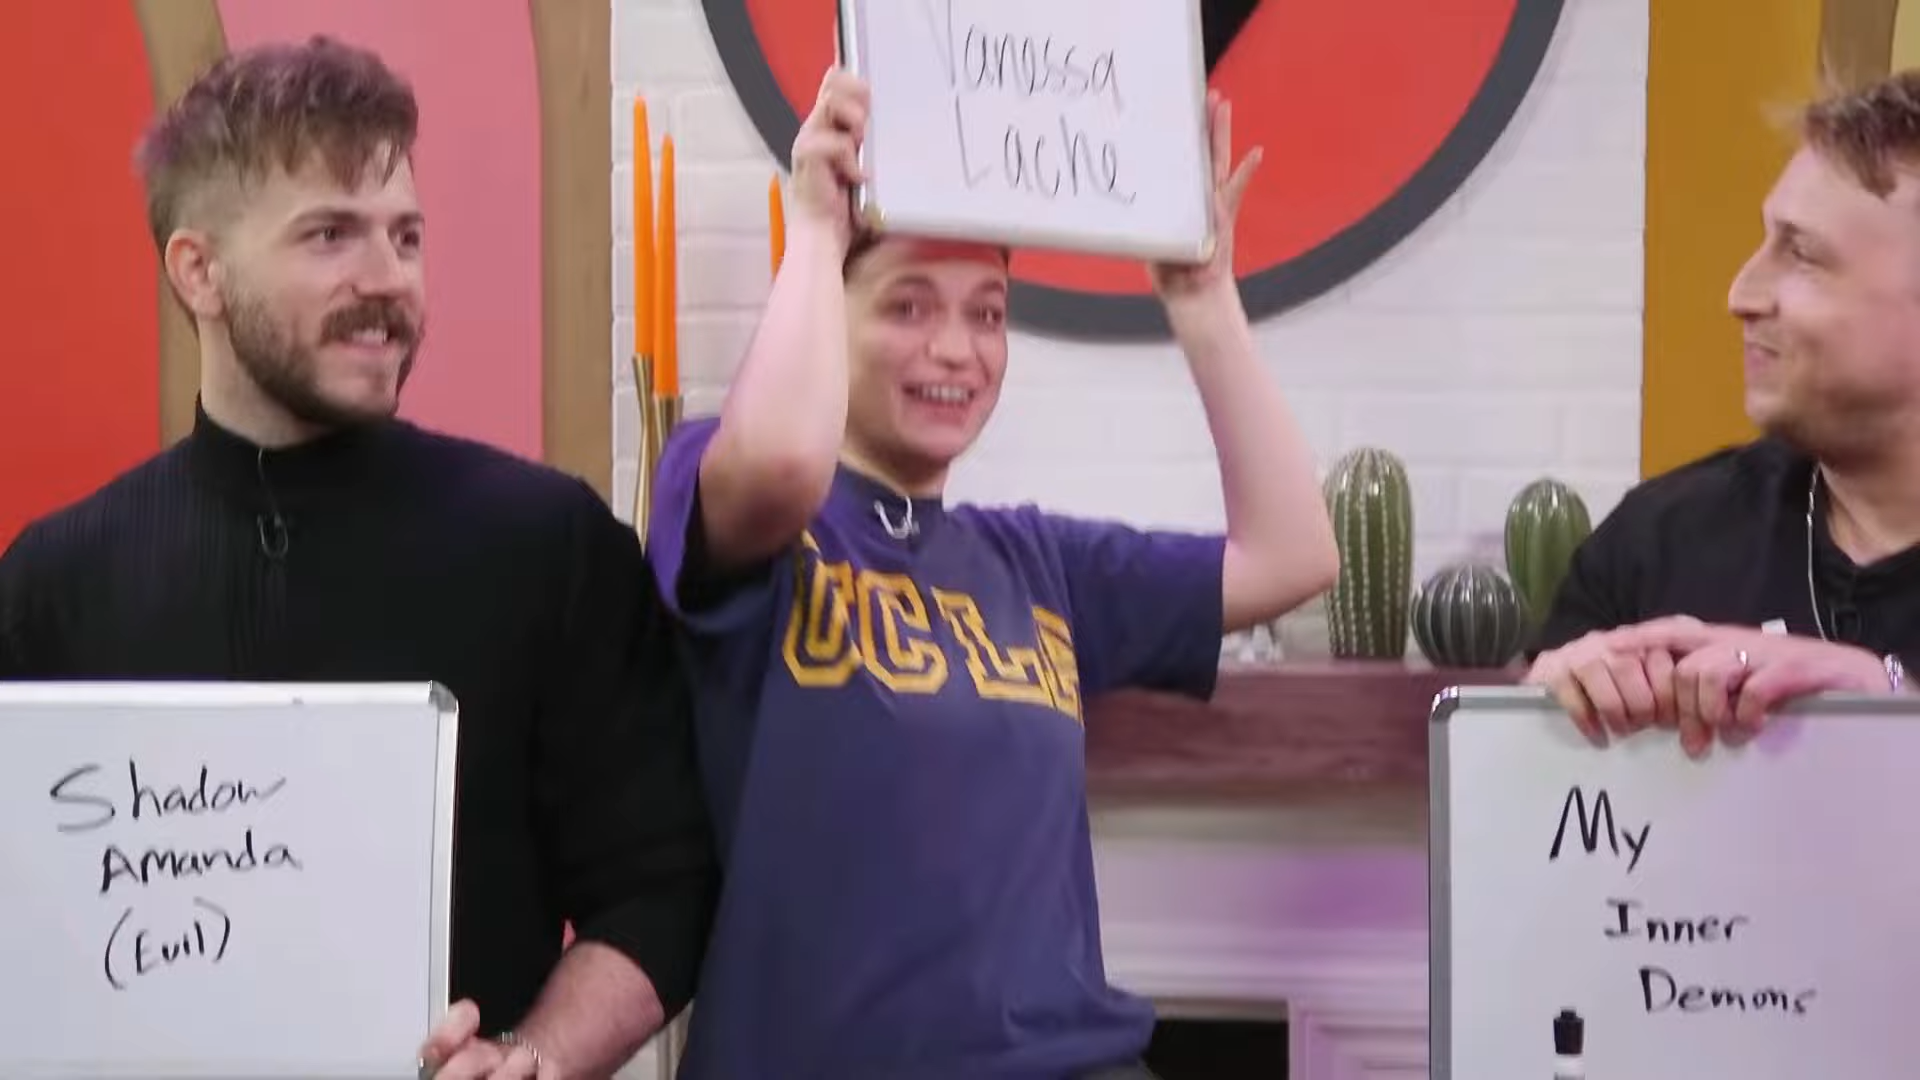 Vanessa
Lache
UCLA
Shadow
Amanda
(Evil)
My
Inner
Demons